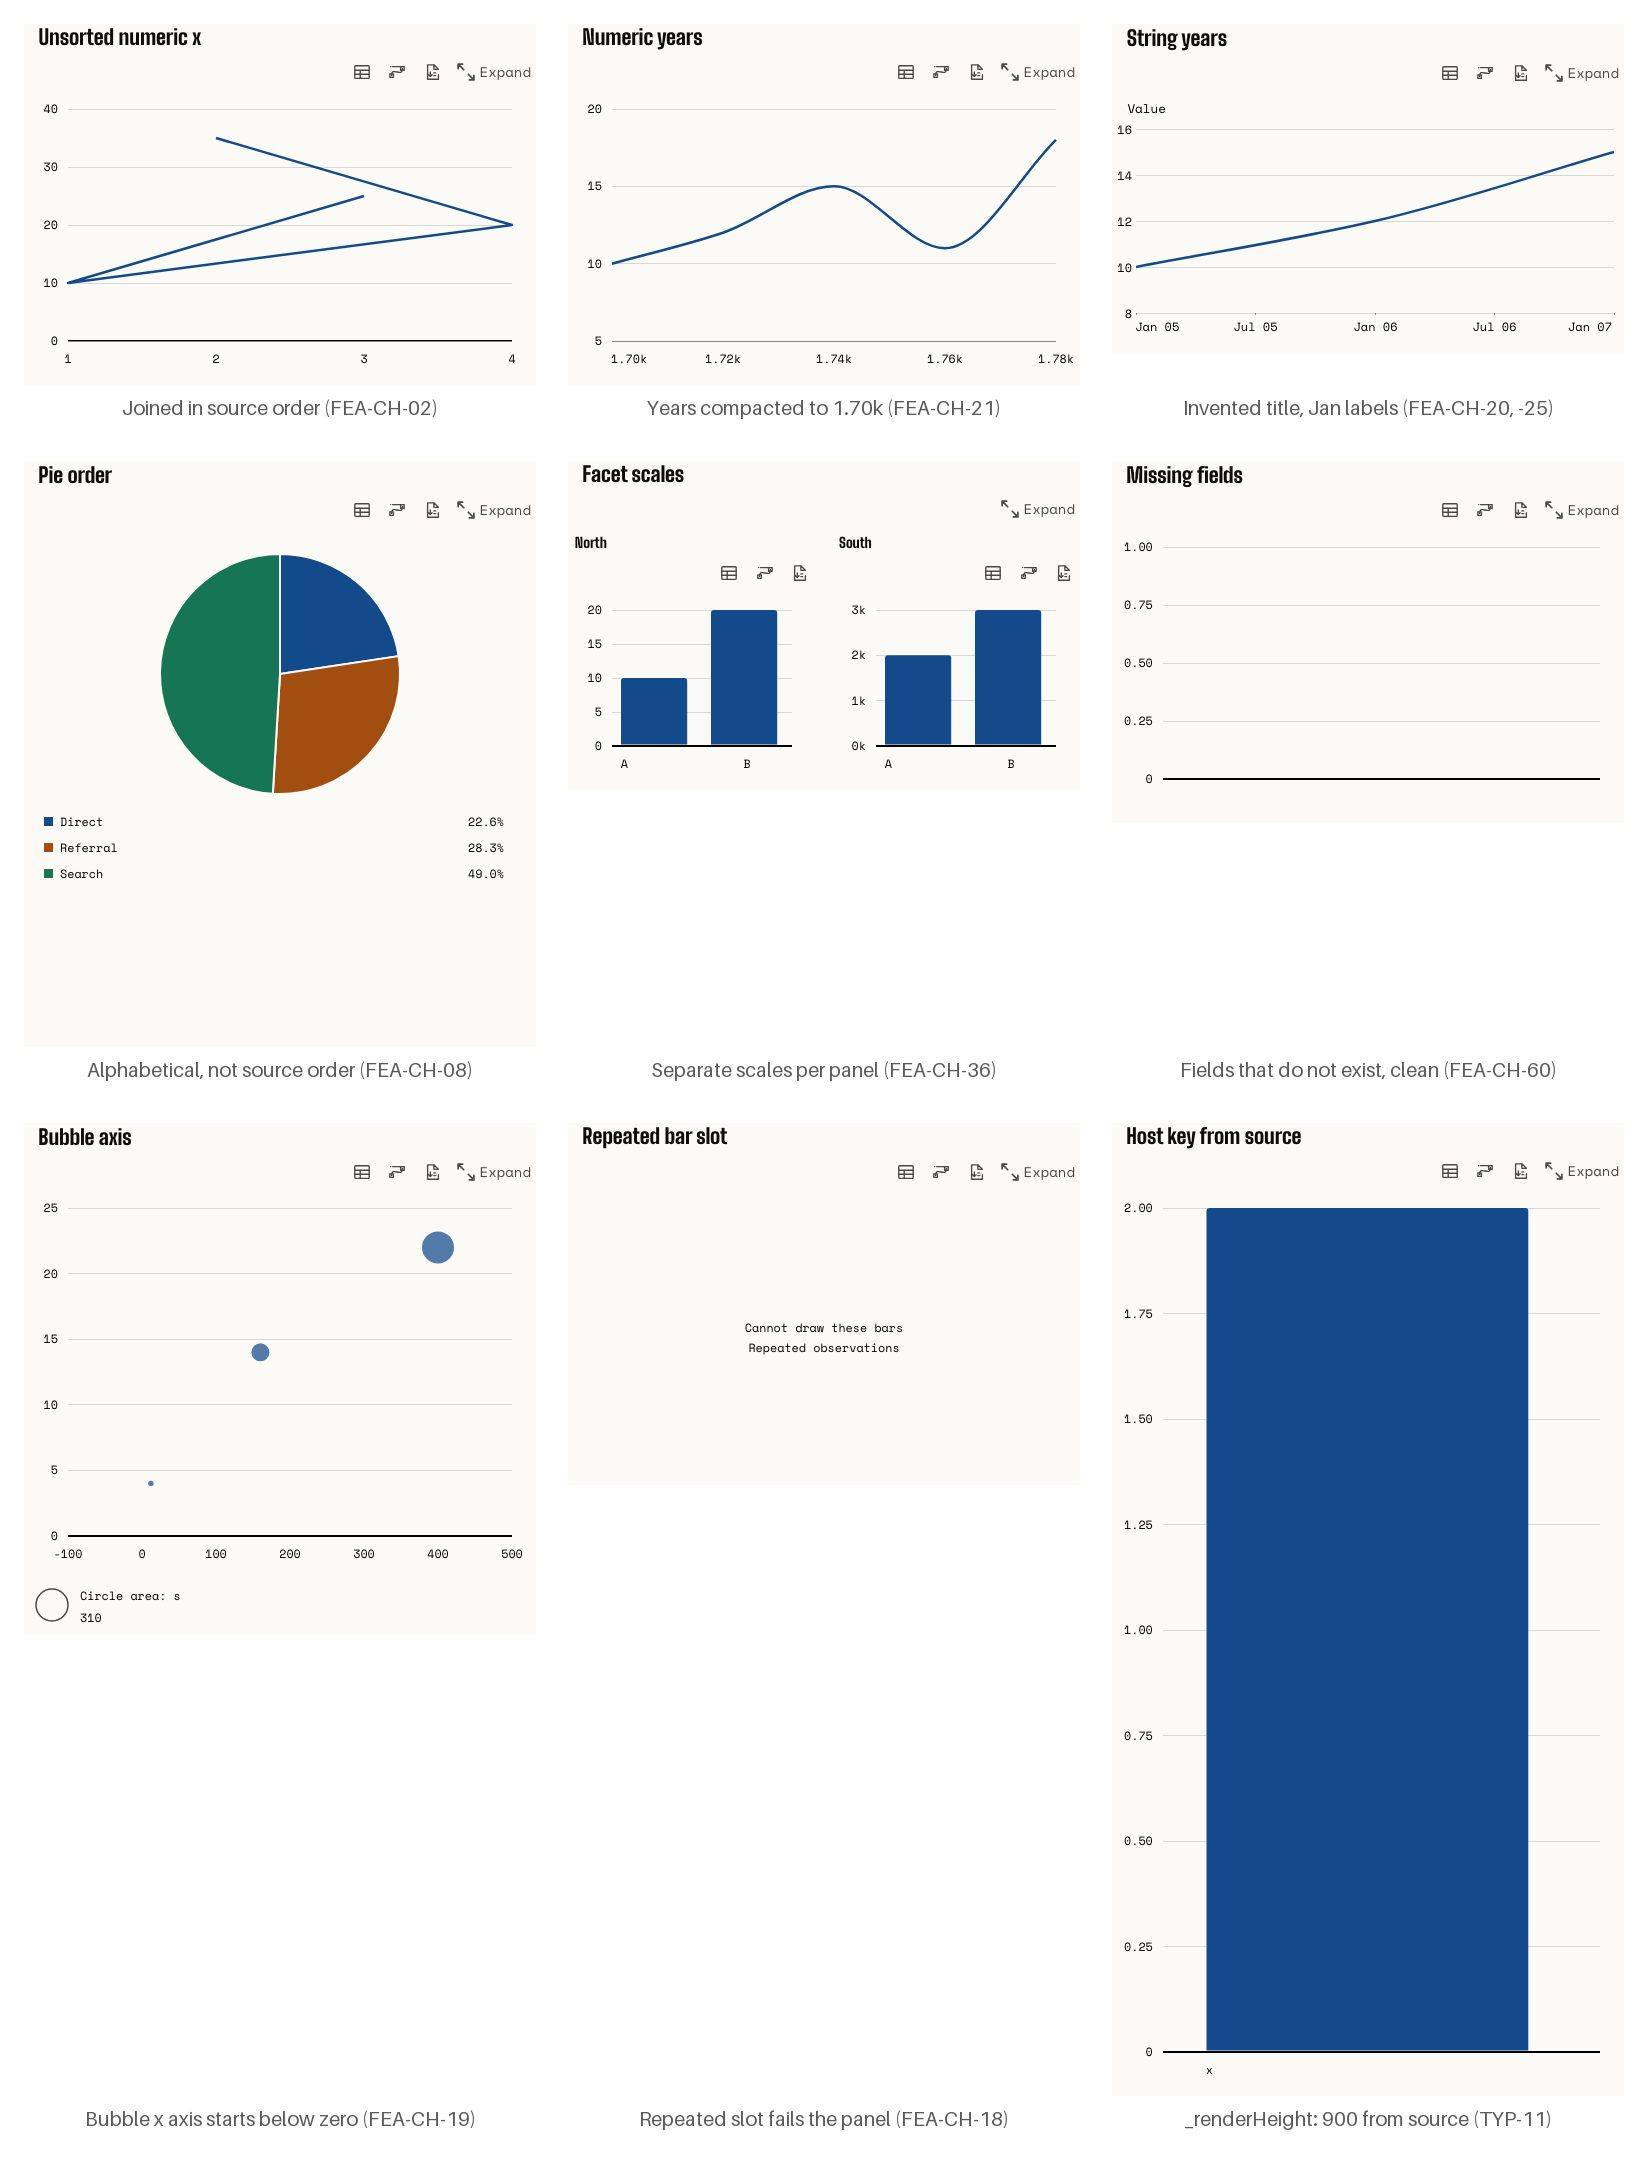 Unsorted numeric x
Expand
40
30
20
10
0
1 2 3 4
Joined in source order (FEA-CH-02)
Numeric years
Expand
20
15
10
5
1.70k 1.72k 1.74k 1.76k 1.78k
Years compacted to 1.70k (FEA-CH-21)
String years
Expand
Value
16
14
12
10
8
Jan 05 Jul 05 Jan 06 Jul 06 Jan 07
Invented title, Jan labels (FEA-CH-20, -25)
Pie order
Expand
Direct 22.6%
Referral 28.3%
Search 49.0%
Alphabetical, not source order (FEA-CH-08)
Facet scales
Expand
North
20
15
10
5
0
A B
South
3k
2k
1k
0k
A B
Separate scales per panel (FEA-CH-36)
Missing fields
Expand
1.00
0.75
0.50
0.25
0
Fields that do not exist, clean (FEA-CH-60)
Bubble axis
Expand
25
20
15
10
5
0
-100 0 100 200 300 400 500
Circle area: s
310
Bubble x axis starts below zero (FEA-CH-19)
Repeated bar slot
Expand
Cannot draw these bars
Repeated observations
Repeated slot fails the panel (FEA-CH-18)
Host key from source
Expand
2.00
1.75
1.50
1.25
1.00
0.75
0.50
0.25
0
x
_renderHeight: 900 from source (TYP-11)